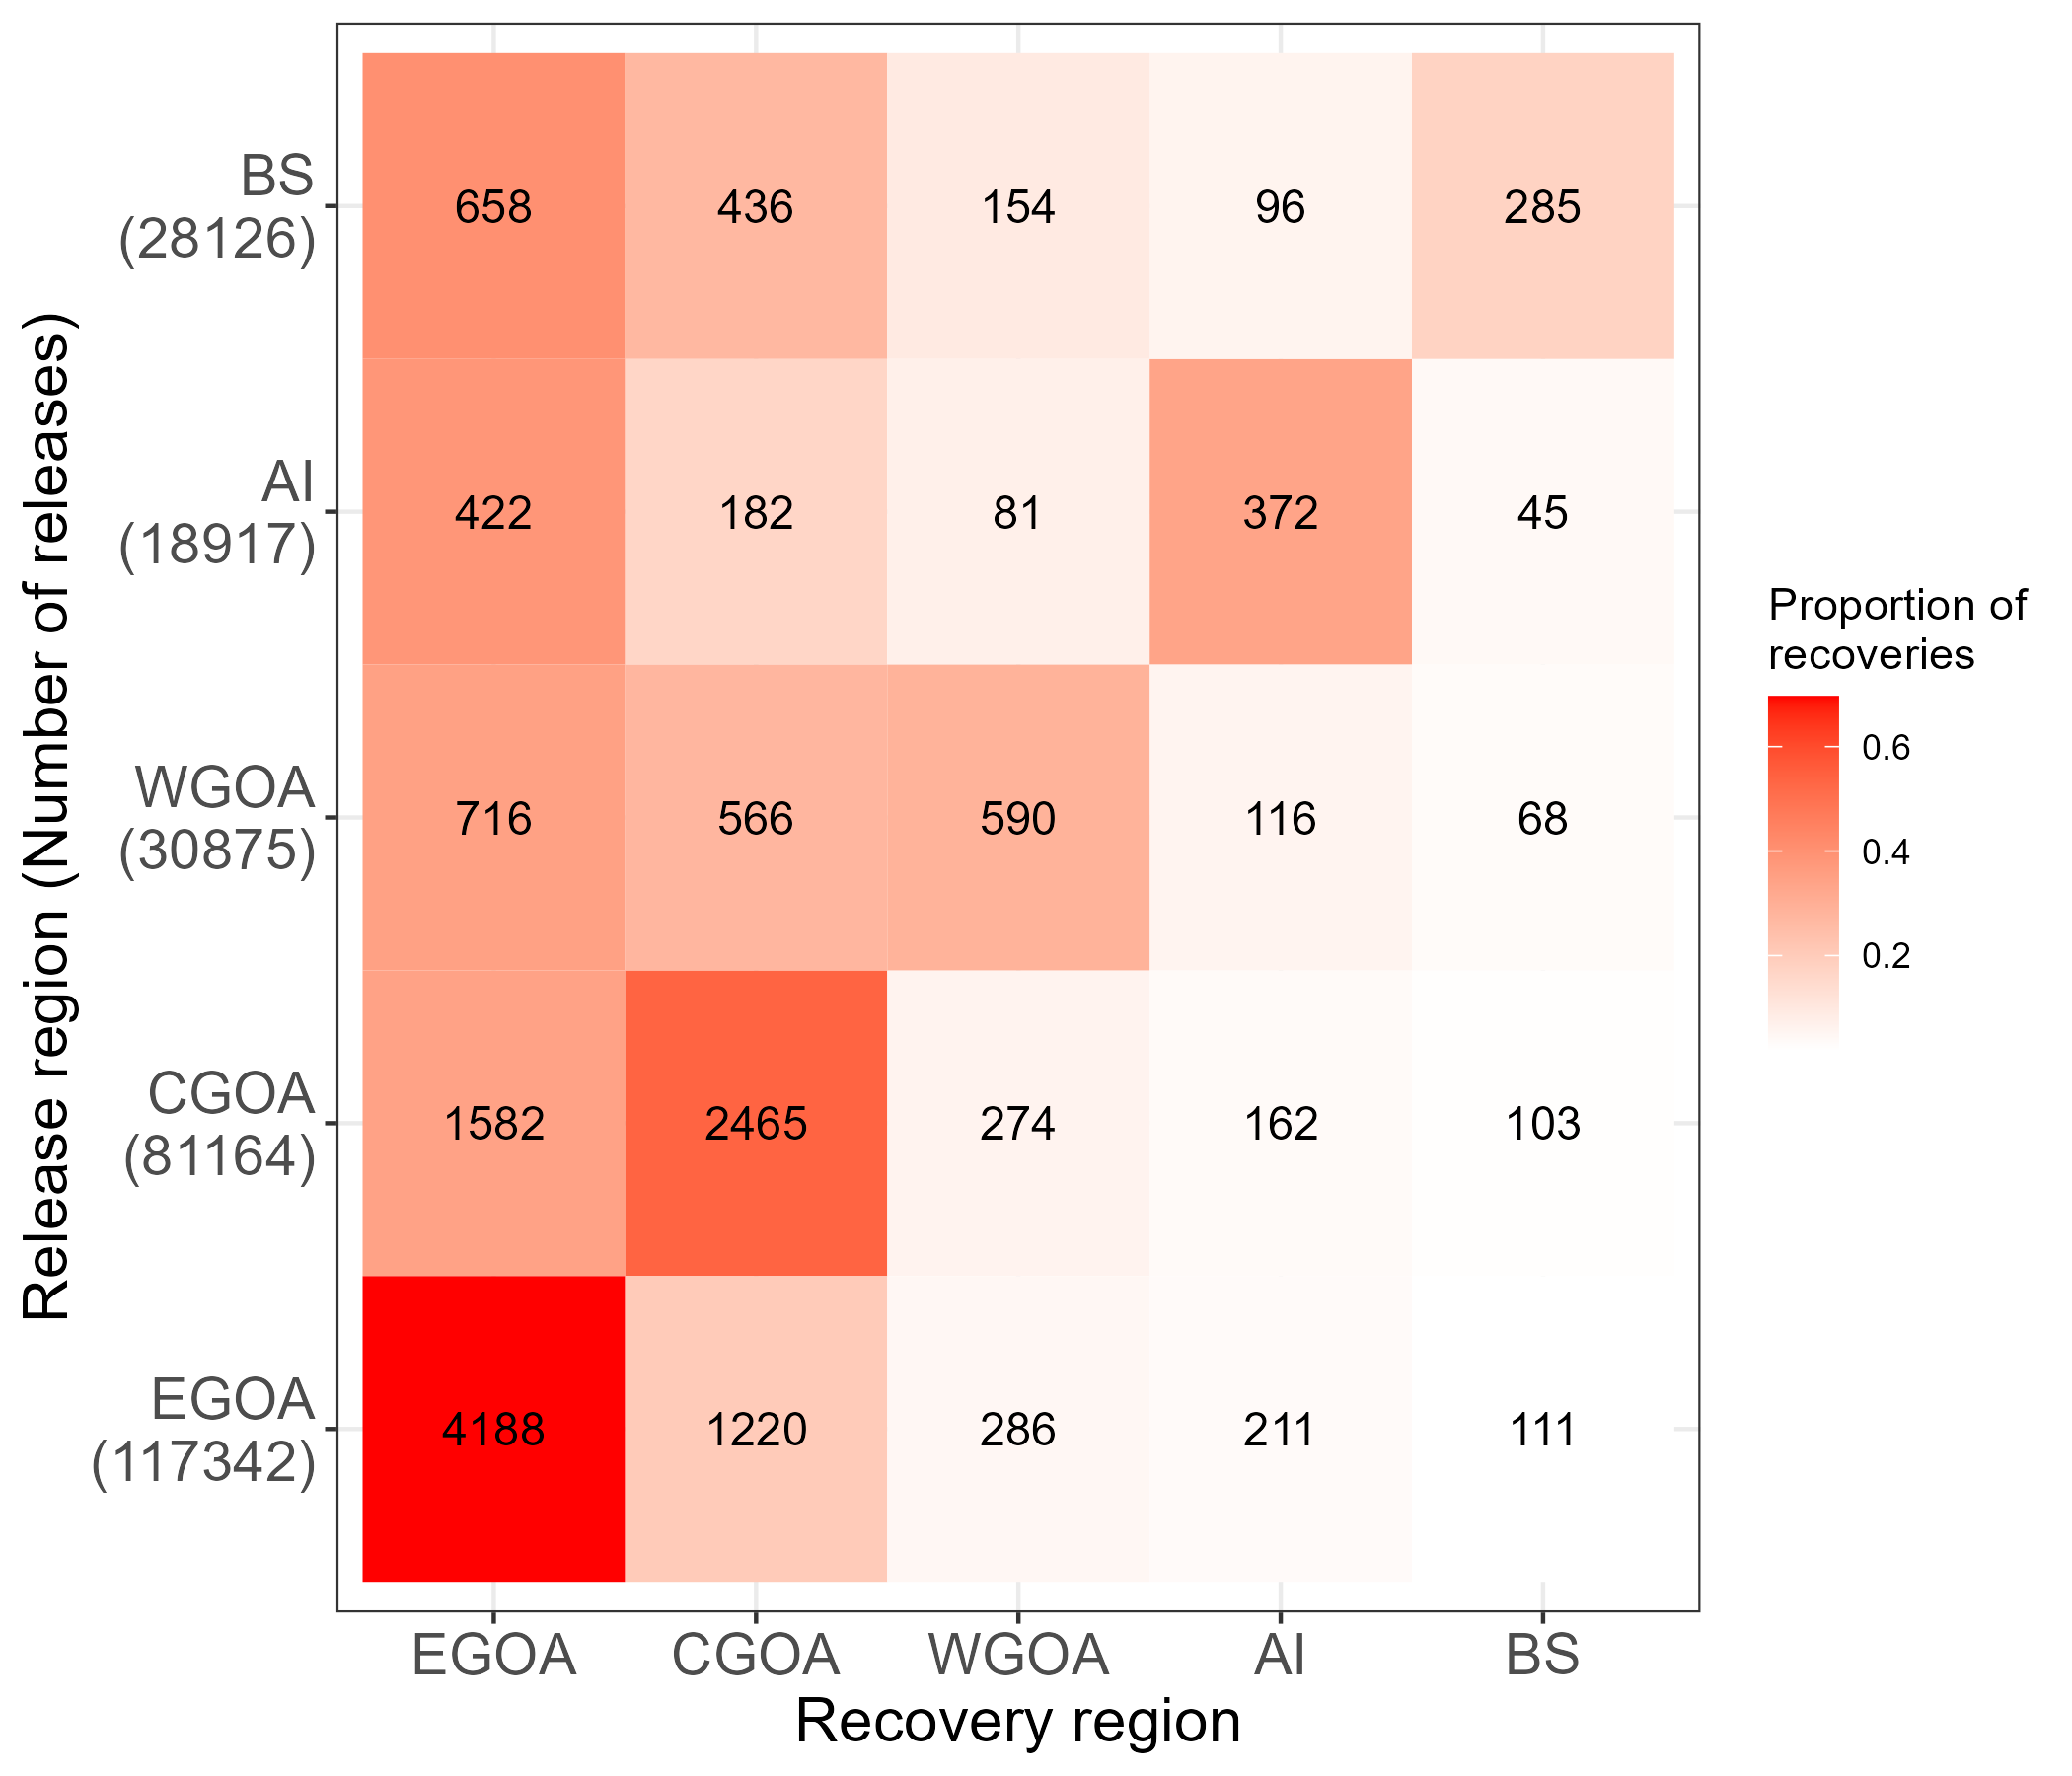 Release region (Number of releases)
BS
(28126)
658 436 154 96 285
AI
(18917)
422 182 81 372 45
WGOA
(30875)
716 566 590 116 68
CGOA
(81164)
1582 2465 274 162 103
EGOA
(117342)
4188 1220 286 211 111
EGOA CGOA WGOA AI BS
Recovery region
Proportion of
recoveries
0.6
0.4
0.2